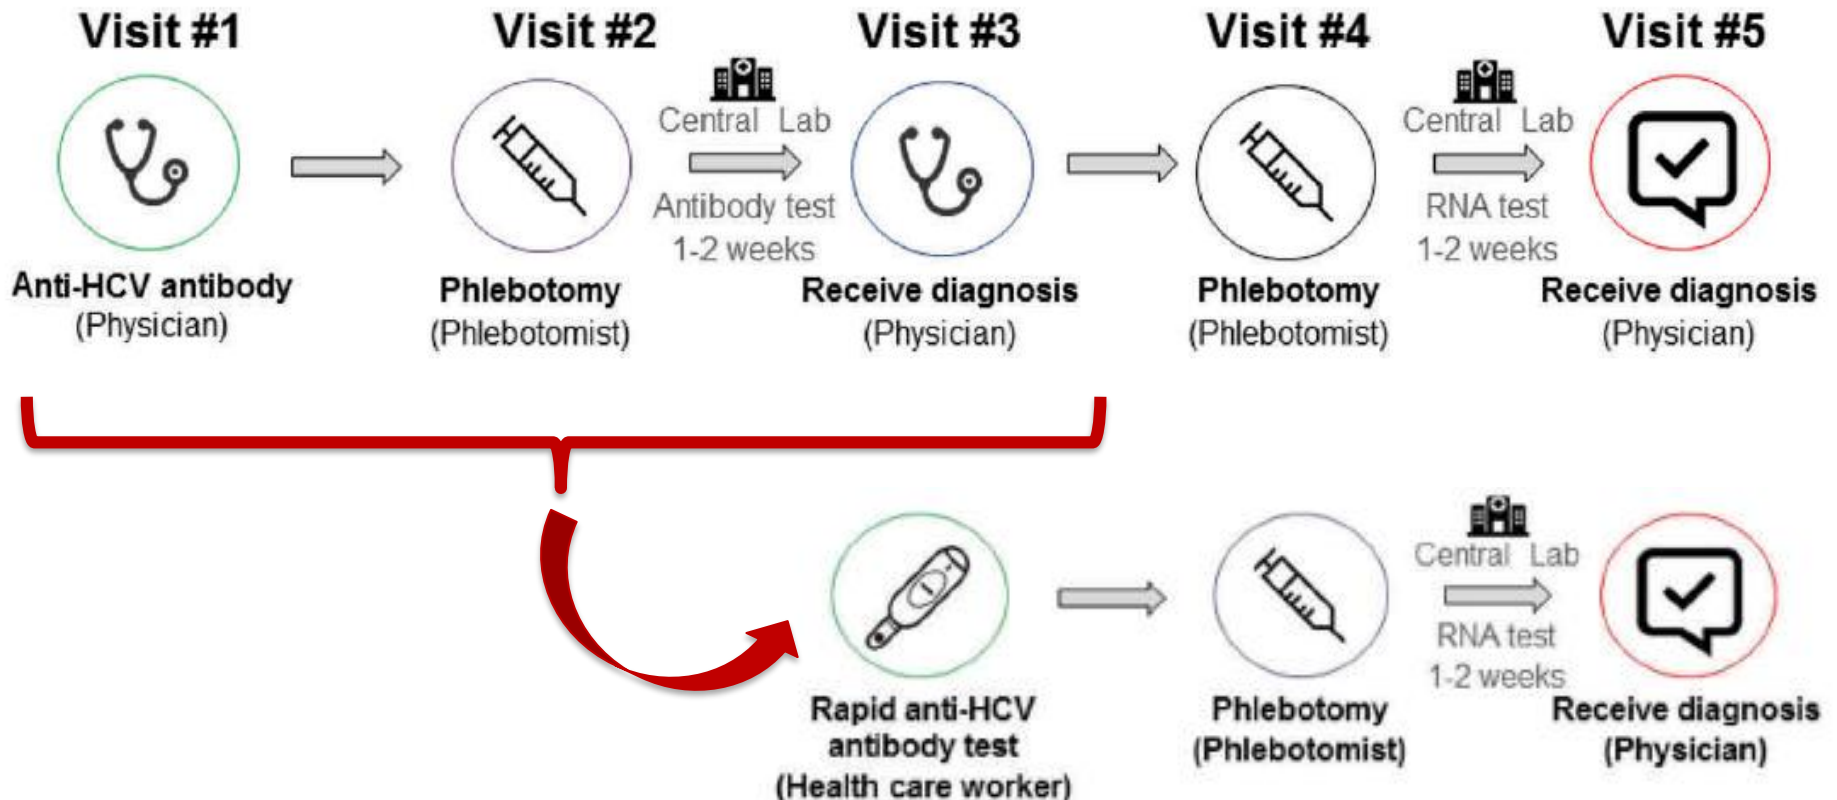 Visit #1
Visit #2
Visit #3
Visit #4
Visit #5
Central Lab
Central Lab
Antibody test
1-2 weeks
RNA test
1-2 weeks
Anti-HCV antibody
(Physician)
Phlebotomy
(Phlebotomist)
Receive diagnosis
(Physician)
Phlebotomy
(Phlebotomist)
Receive diagnosis
(Physician)
Central Lab
RNA test
1-2 weeks
Rapid anti-HCV
antibody test
(Health care worker)
Phlebotomy
(Phlebotomist)
Receive diagnosis
(Physician)